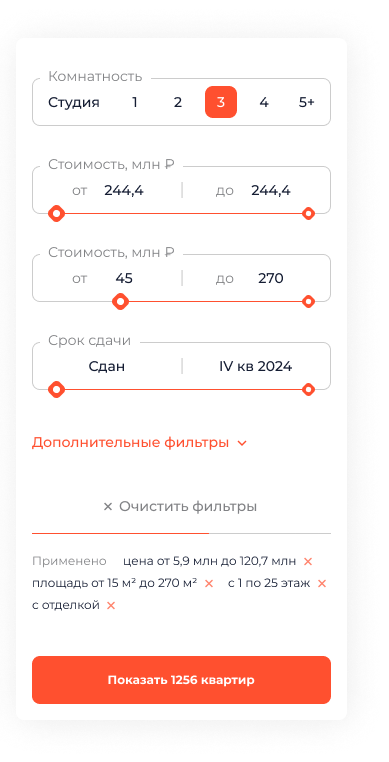 Комнатность
Студия 1 2 3 4 5+
Стоимость, млн ₽
от 244,4 до 244,4
Стоимость, млн ₽
от 45 до 270
Срок сдачи
Сдан IV кв 2024
Дополнительные фильтры
× Очистить фильтры
Применено цена от 5,9 млн до 120,7 млн ×
площадь от 15 м² до 270 м² × с 1 по 25 этаж ×
с отделкой ×
Показать 1256 квартир